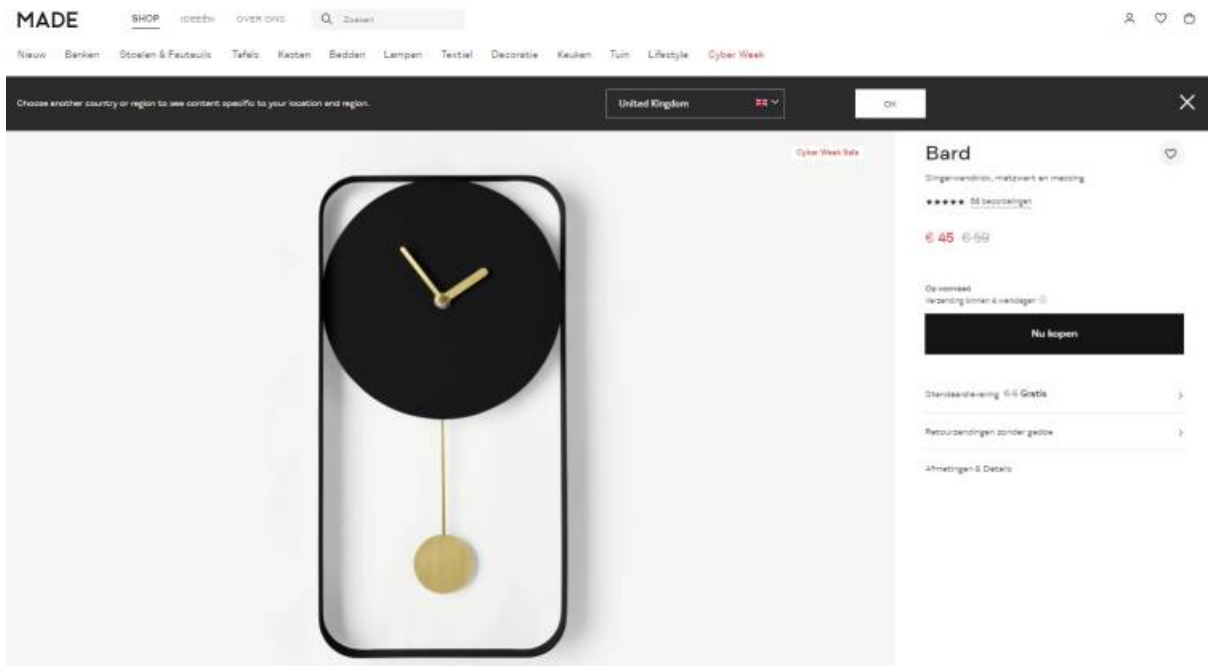 MADE
SHOP IDEEËN OVER ONS Zoeken
Nieuw Banken Stoelen & Fauteuils Tafels Kasten Bedden Lampen Textiel Decoratie Keuken Tuin Lifestyle Cyber Week
Choose another country or region to see content specific to your location and region. United Kingdom OK
Cyber Week Sale
Bard
Slingerwandklok, matzwart en messing
56 beoordelingen
€ 45 € 59
Op voorraad
Verzending binnen 4 werkdagen
Nu kopen
Standaardlevering € 5 Gratis
Retourzendingen zonder gedoe
Afmetingen & Details